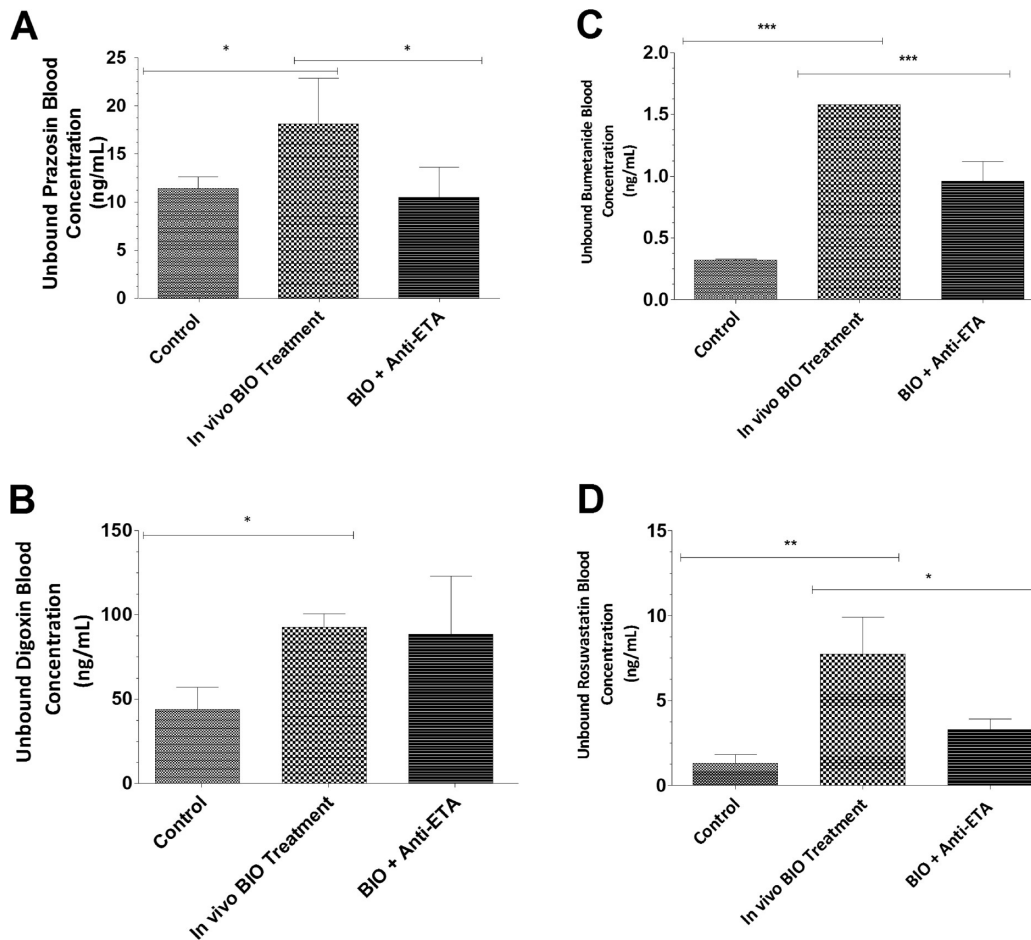 A
Unbound Prazosin Blood
Concentration
(ng/mL)
25
20
15
10
5
0
*
*
Control
In vivo BIO Treatment
BIO + Anti-ETA
C
Unbound Bumetanide Blood
Concentration
(ng/mL)
2.0
1.5
1.0
0.5
0.0
***
***
Control
In vivo BIO Treatment
BIO + Anti-ETA
B
Unbound Digoxin Blood
Concentration
(ng/mL)
150
100
50
0
*
Control
In vivo BIO Treatment
BIO + Anti-ETA
D
Unbound Rosuvastatin Blood
Concentration
(ng/mL)
15
10
5
0
**
*
Control
In vivo BIO Treatment
BIO + Anti-ETA